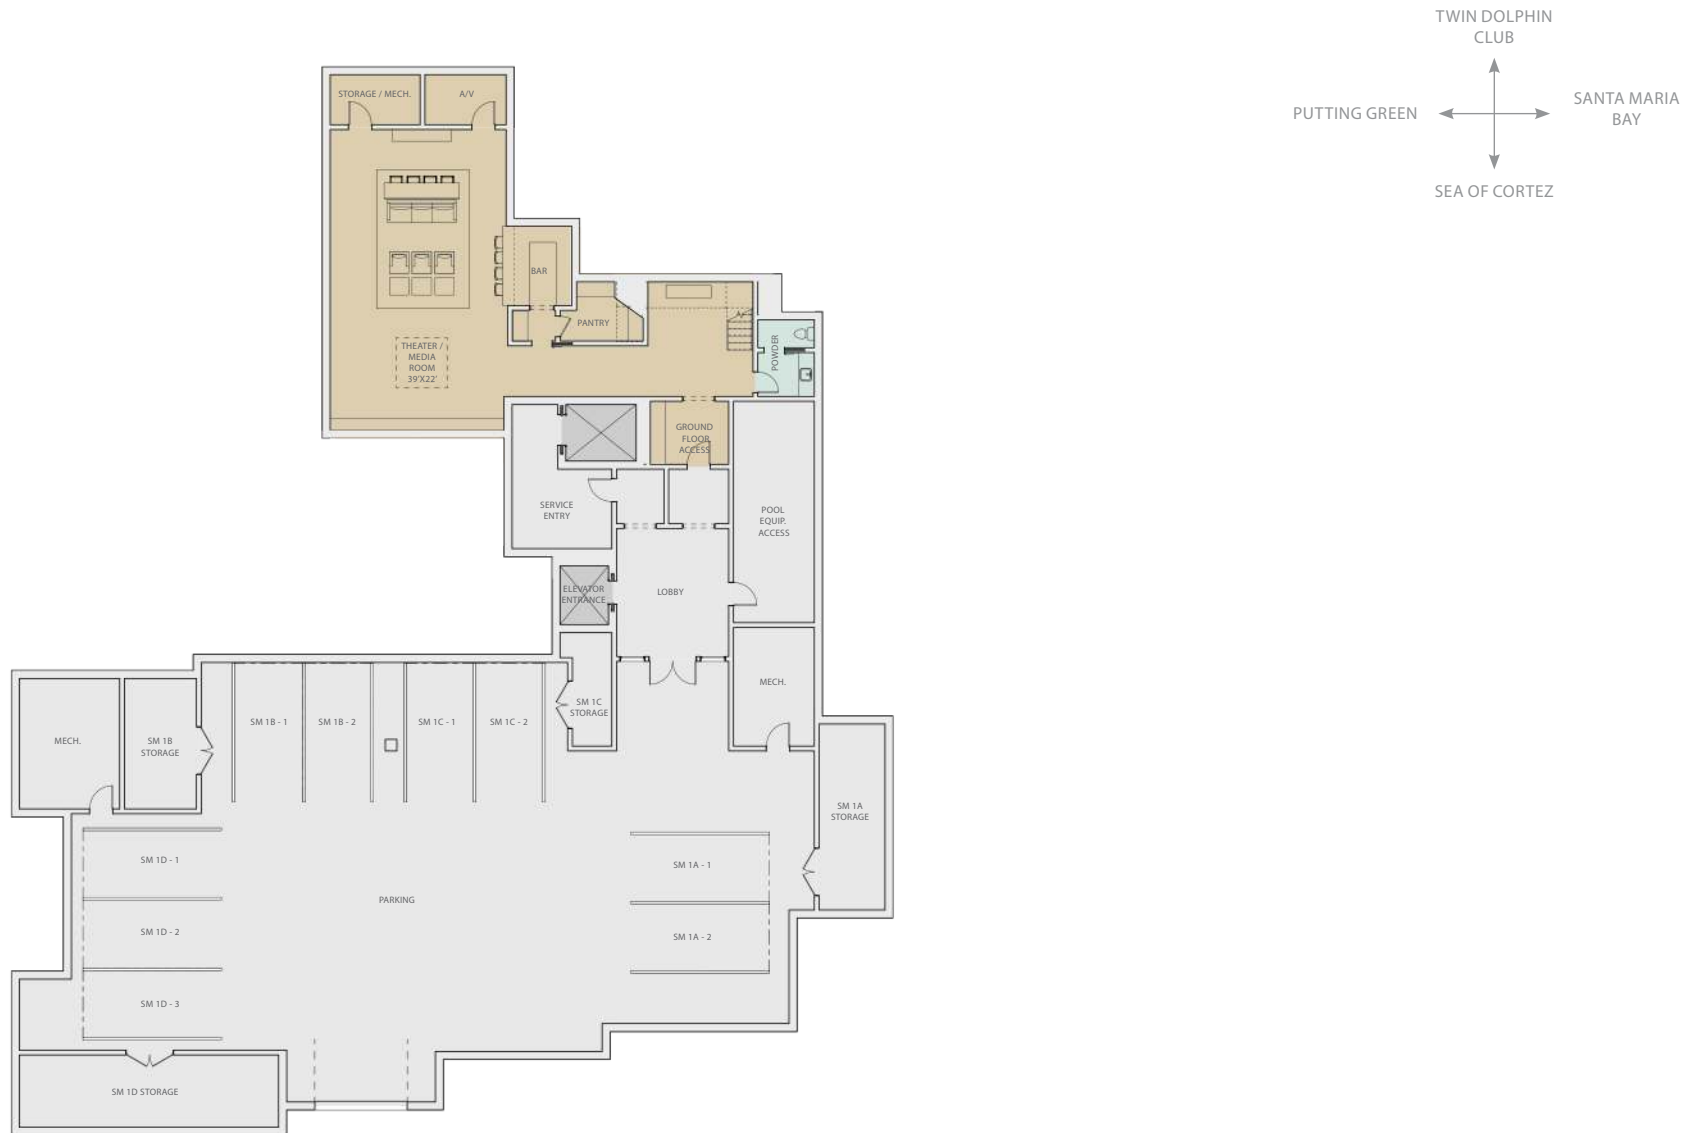 TWIN DOLPHIN
CLUB
PUTTING GREEN
SANTA MARIA
BAY
SEA OF CORTEZ
STORAGE / MECH.
A/V
BAR
PANTRY
THEATER /
MEDIA
ROOM
39'X22'
POWDER
GROUND
FLOOR
ACCESS
SERVICE
ENTRY
POOL
EQUIP.
ACCESS
ELEVATOR
ENTRANCE
LOBBY
MECH.
SM 1C
STORAGE
SM 1B - 1
SM 1B - 2
SM 1C - 1
SM 1C - 2
MECH.
SM 1B
STORAGE
SM 1A
STORAGE
SM 1D - 1
SM 1A - 1
PARKING
SM 1D - 2
SM 1A - 2
SM 1D - 3
SM 1D STORAGE